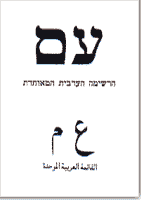 עם
הרשימה הערבית המאוחדת
ع م
القائمة العربية الموحدة